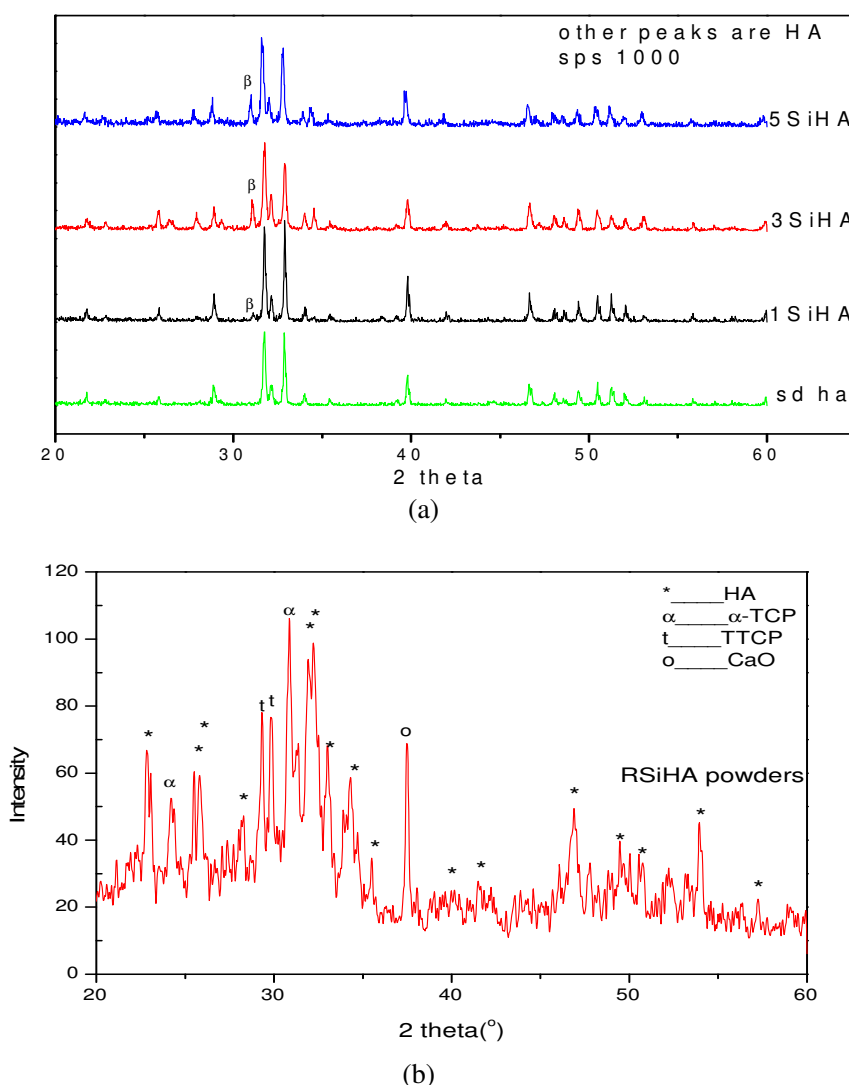 other peaks are HA
sps 1000
β
5SiHA
β
3SiHA
β
1SiHA
sd ha
20 30 40 50 60
2 theta
(a)
120
100
80
60
40
20
0
Intensity
*____HA
α____α-TCP
t____TTCP
o____CaO
RSiHA powders
* α * * * t t α * * * * * o * * * * * * *
20 30 40 50 60
2 theta(°)
(b)